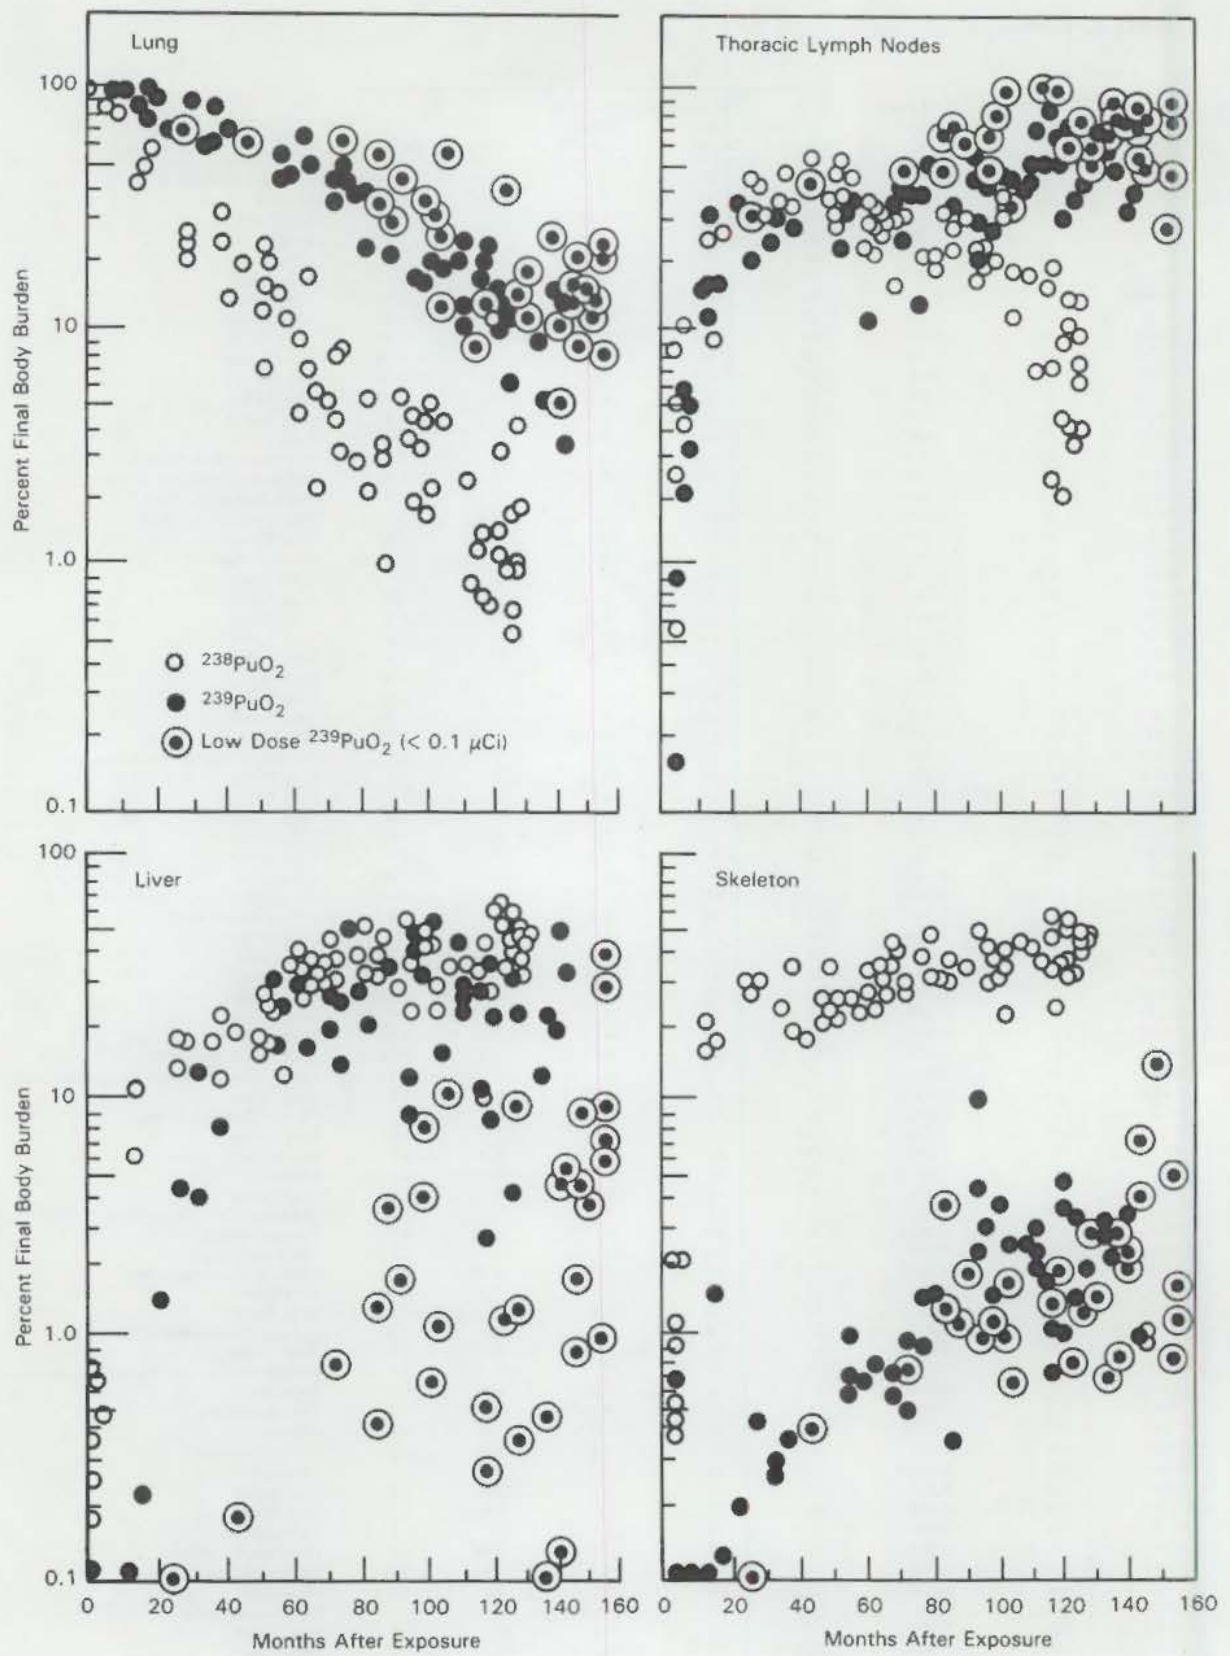 Lung
Thoracic Lymph Nodes
100
10
1.0
0.1
Percent Final Body Burden
○ ²³⁸PuO₂
● ²³⁹PuO₂
Low Dose ²³⁹PuO₂ (< 0.1 μCi)
Liver
Skeleton
100
10
1.0
0.1
Percent Final Body Burden
0 20 40 60 80 100 120 140 160
0 20 40 60 80 100 120 140 160
Months After Exposure
Months After Exposure